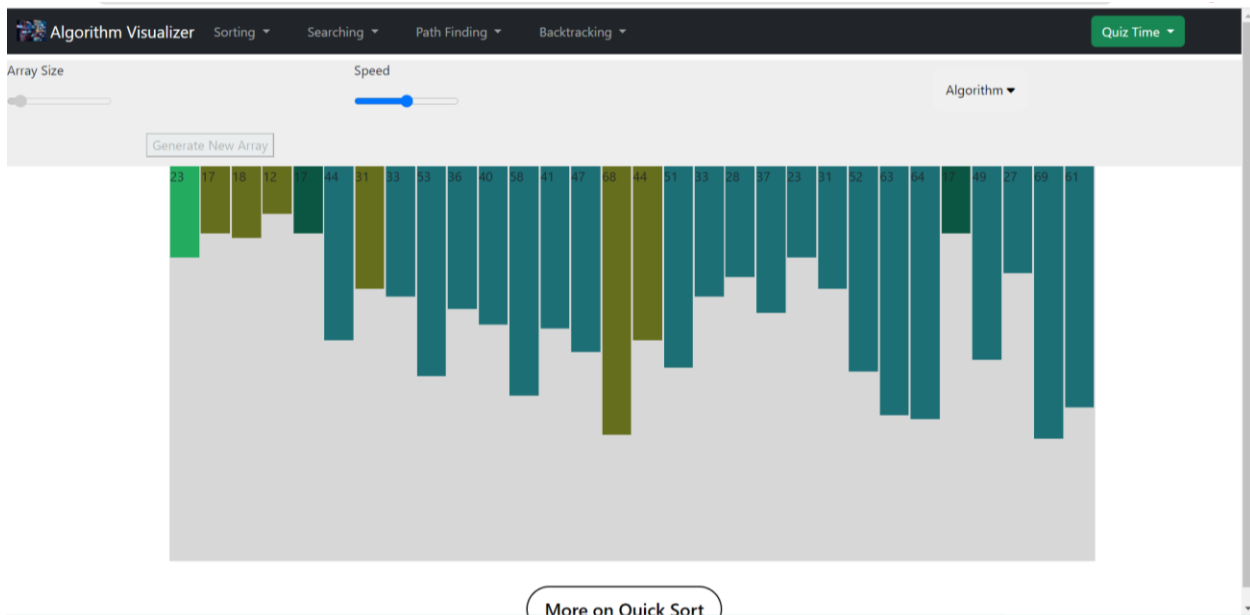 Algorithm Visualizer Sorting Searching Path Finding Backtracking Quiz Time
Array Size Speed Algorithm
Generate New Array
23 17 18 12 17 44 31 33 53 36 40 58 41 47 68 44 51 33 28 37 23 31 52 63 64 17 49 27 69 61
More on Quick Sort